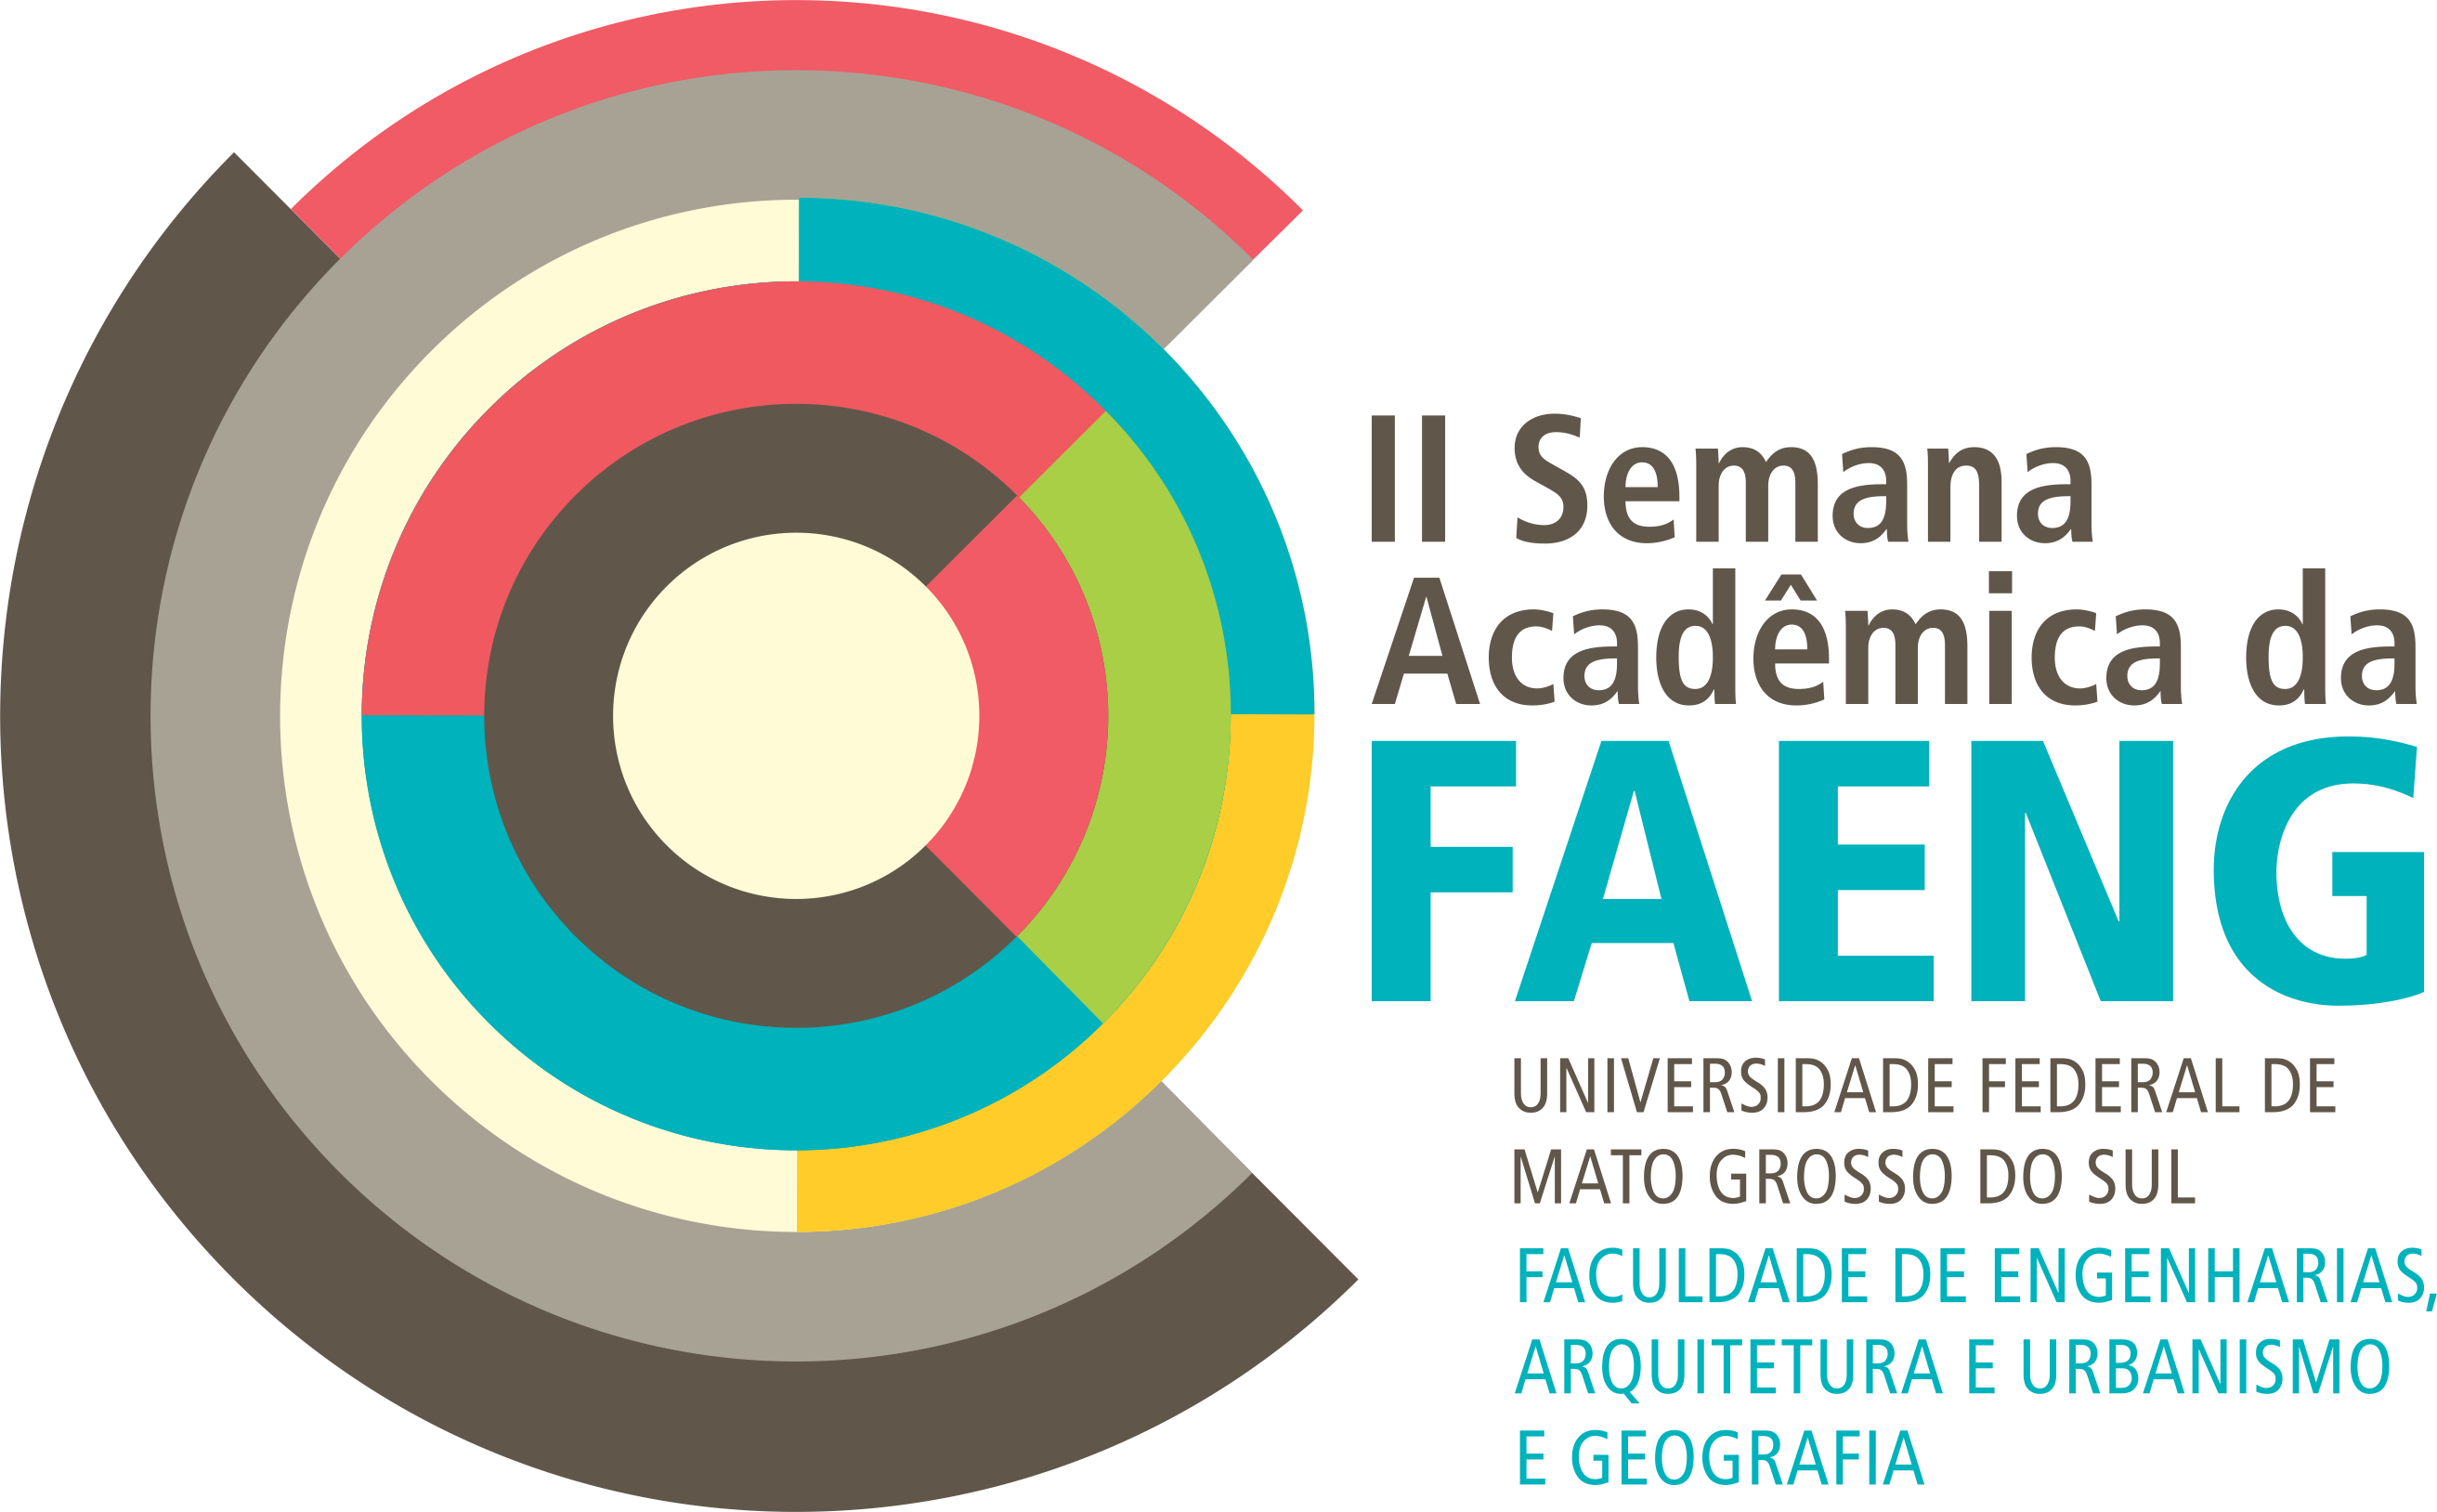 II Semana
Acadêmica da
FAENG
UNIVERSIDADE FEDERAL DE
MATO GROSSO DO SUL
FACULDADE DE ENGENHARIAS,
ARQUITETURA E URBANISMO
E GEOGRAFIA